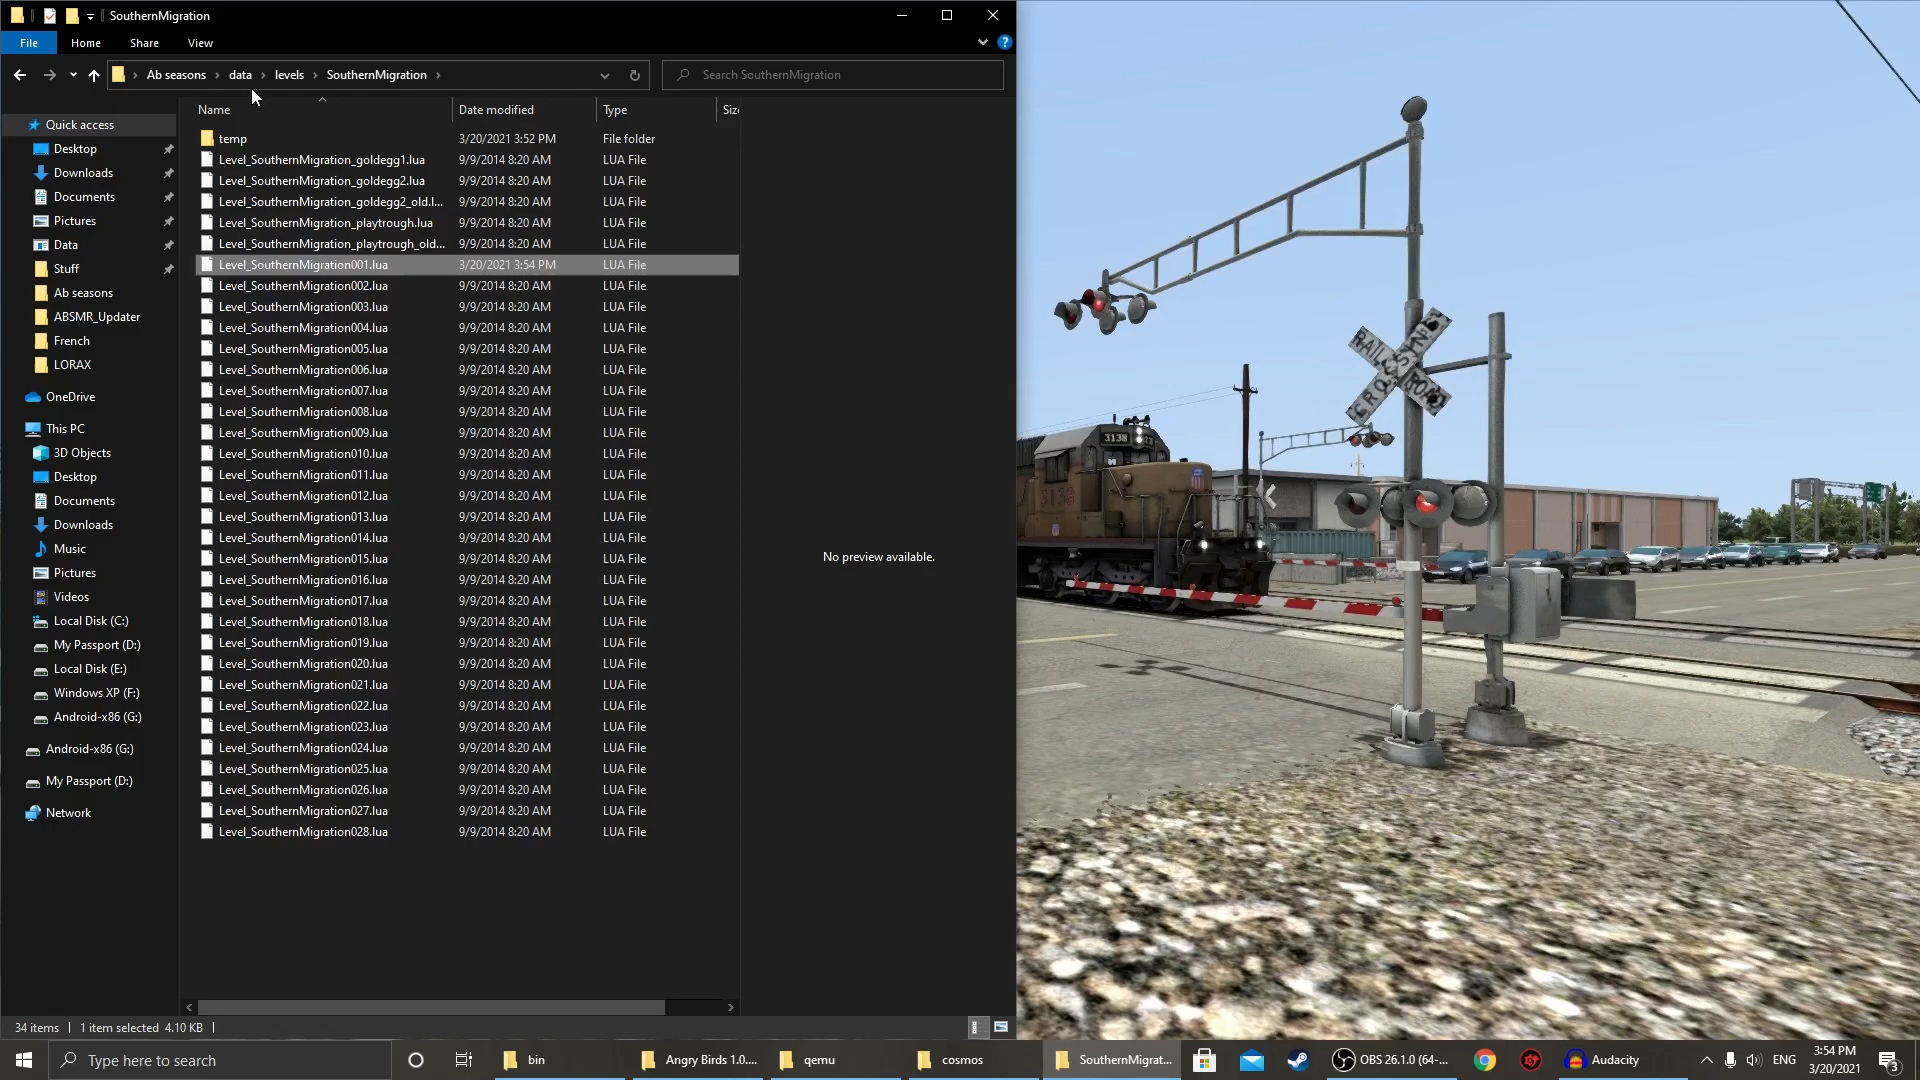 SouthernMigration
File Home Share View
Ab seasons data levels SouthernMigration Search SouthernMigration
Name Date modified Type Siz
Quick access
Desktop
Downloads
Documents
Pictures
Data
Stuff
Ab seasons
ABSMR_Updater
French
LORAX
OneDrive
This PC
3D Objects
Desktop
Documents
Downloads
Music
Pictures
Videos
Local Disk (C:)
My Passport (D:)
Local Disk (E:)
Windows XP (F:)
Android-x86 (G:)
Android-x86 (G:)
My Passport (D:)
Network
temp 3/20/2021 3:52 PM File folder
Level_SouthernMigration_goldegg1.lua 9/9/2014 8:20 AM LUA File
Level_SouthernMigration_goldegg2.lua 9/9/2014 8:20 AM LUA File
Level_SouthernMigration_goldegg2_old.l... 9/9/2014 8:20 AM LUA File
Level_SouthernMigration_playtrough.lua 9/9/2014 8:20 AM LUA File
Level_SouthernMigration_playtrough_old... 9/9/2014 8:20 AM LUA File
Level_SouthernMigration001.lua 3/20/2021 3:54 PM LUA File
Level_SouthernMigration002.lua 9/9/2014 8:20 AM LUA File
Level_SouthernMigration003.lua 9/9/2014 8:20 AM LUA File
Level_SouthernMigration004.lua 9/9/2014 8:20 AM LUA File
Level_SouthernMigration005.lua 9/9/2014 8:20 AM LUA File
Level_SouthernMigration006.lua 9/9/2014 8:20 AM LUA File
Level_SouthernMigration007.lua 9/9/2014 8:20 AM LUA File
Level_SouthernMigration008.lua 9/9/2014 8:20 AM LUA File
Level_SouthernMigration009.lua 9/9/2014 8:20 AM LUA File
Level_SouthernMigration010.lua 9/9/2014 8:20 AM LUA File
Level_SouthernMigration011.lua 9/9/2014 8:20 AM LUA File
Level_SouthernMigration012.lua 9/9/2014 8:20 AM LUA File
Level_SouthernMigration013.lua 9/9/2014 8:20 AM LUA File
Level_SouthernMigration014.lua 9/9/2014 8:20 AM LUA File
Level_SouthernMigration015.lua 9/9/2014 8:20 AM LUA File
Level_SouthernMigration016.lua 9/9/2014 8:20 AM LUA File
Level_SouthernMigration017.lua 9/9/2014 8:20 AM LUA File
Level_SouthernMigration018.lua 9/9/2014 8:20 AM LUA File
Level_SouthernMigration019.lua 9/9/2014 8:20 AM LUA File
Level_SouthernMigration020.lua 9/9/2014 8:20 AM LUA File
Level_SouthernMigration021.lua 9/9/2014 8:20 AM LUA File
Level_SouthernMigration022.lua 9/9/2014 8:20 AM LUA File
Level_SouthernMigration023.lua 9/9/2014 8:20 AM LUA File
Level_SouthernMigration024.lua 9/9/2014 8:20 AM LUA File
Level_SouthernMigration025.lua 9/9/2014 8:20 AM LUA File
Level_SouthernMigration026.lua 9/9/2014 8:20 AM LUA File
Level_SouthernMigration027.lua 9/9/2014 8:20 AM LUA File
Level_SouthernMigration028.lua 9/9/2014 8:20 AM LUA File
No preview available.
RAIL ROAD
CROSSING
3138
3138
34 items 1 item selected 4.10 KB
Type here to search bin Angry Birds 1.0.... qemu cosmos SouthernMigrat... OBS 26.1.0 (64-... Audacity ENG 3:54 PM
3/20/2021
3